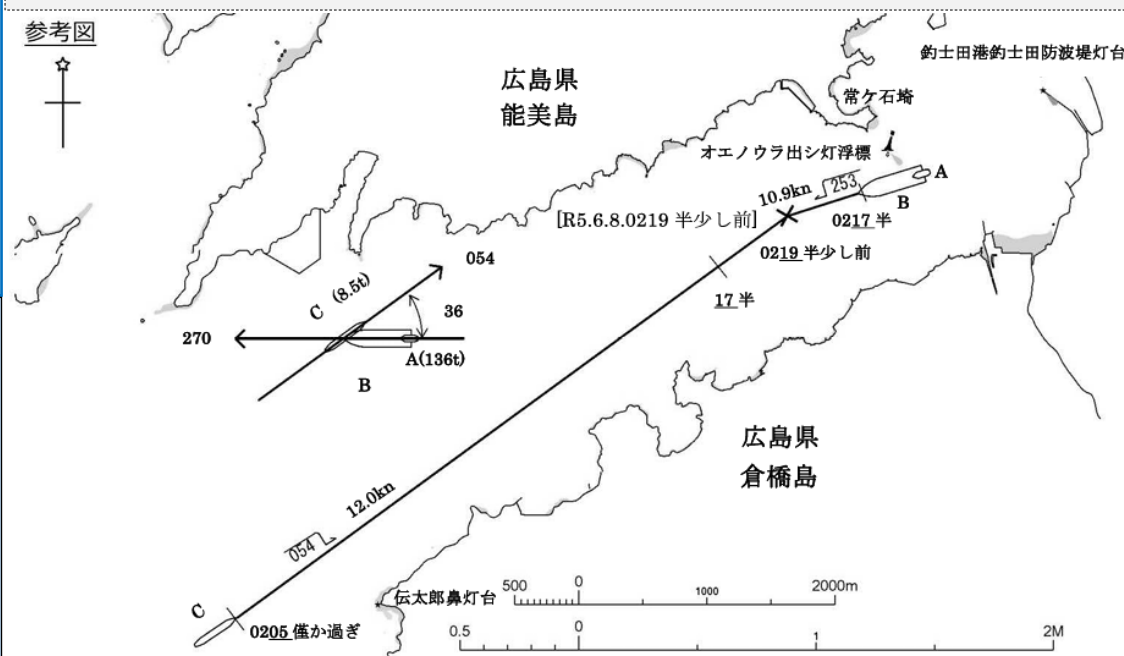 参考図
釣士田港釣士田防波堤灯台
広島県
能美島
常ケ石埼
オエノウラ出シ灯浮標
A
10.9kn
253
B
[R5.6.8.0219 半少し前]
0217 半
0219 半少し前
054
17 半
C (8.5t)
36
270
A(136t)
B
広島県
倉橋島
12.0kn
054
500 0 1000 2000m
伝太郎鼻灯台
C
0205 僅か過ぎ
0.5 0 1 2M